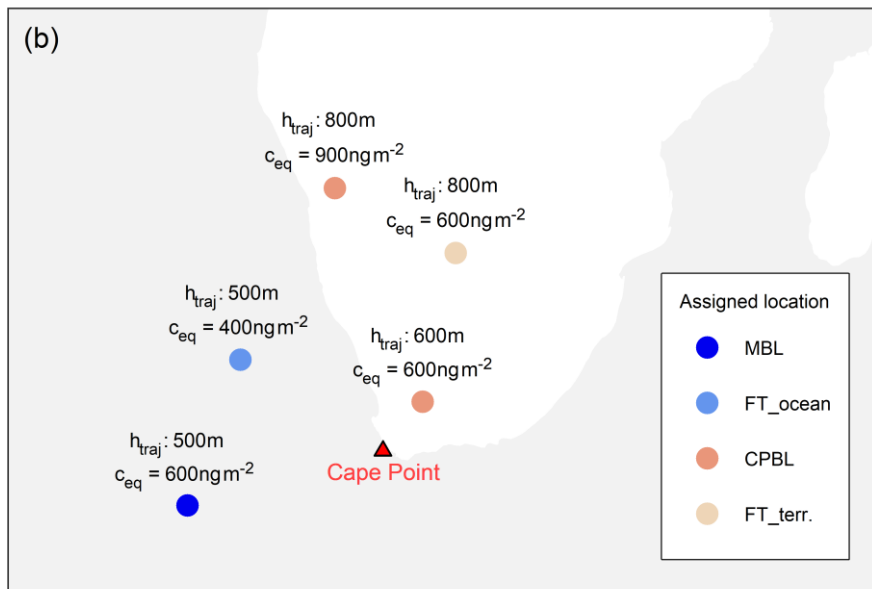 (b)
h_traj: 800m
c_eq = 900ngm⁻²
h_traj: 800m
c_eq = 600ngm⁻²
h_traj: 500m
c_eq = 400ngm⁻²
h_traj: 600m
c_eq = 600ngm⁻²
h_traj: 500m
c_eq = 600ngm⁻²
Cape Point
Assigned location
MBL
FT_ocean
CPBL
FT_terr.